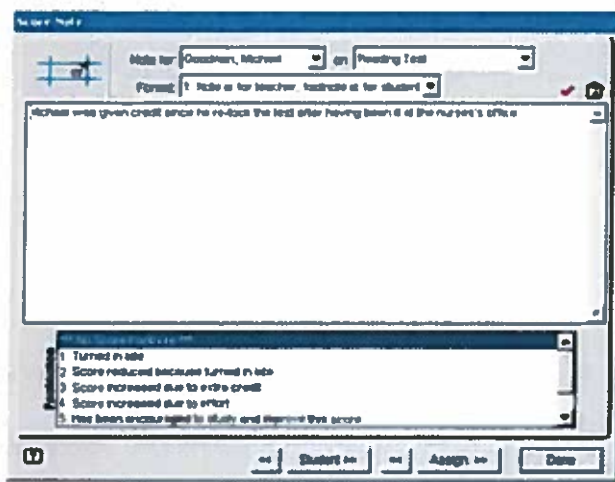 Score Note
Note for: Goodman, Michael on Reading Test
Format: 1. Note is for teacher, footnote is for student
Michael was given credit since he re-took the test after having been ill at the nurses's office
Footnotes
1 Turned in late
2 Score reduced because turned in late
3 Score increased due to extra credit
4 Score increased due to effort
5 Has been encouraged to study and improve this score
<< Student >> << Assign. >> Done